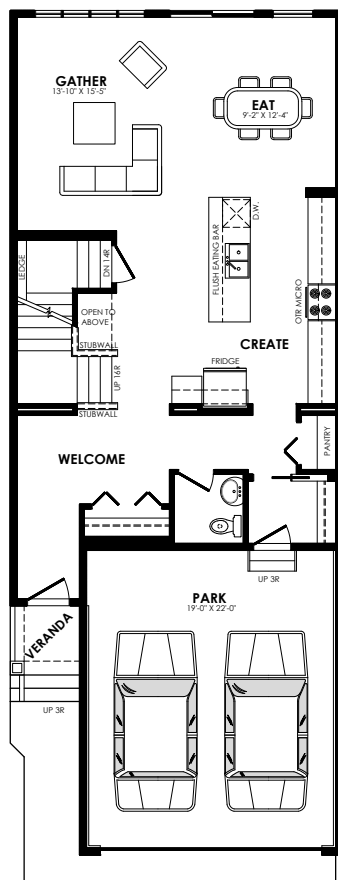 GATHER
13'-10" X 15'-5"
EAT
9'-2" X 12'-4"
D.W.
FLUSH EATING BAR
LEDGE
DN 14R
OPEN TO
ABOVE
STUBWALL
UP 16R
STUBWALL
OTR MICRO
CREATE
FRIDGE
PANTRY
WELCOME
UP 3R
PARK
19'-0" X 22'-0"
VERANDA
UP 3R